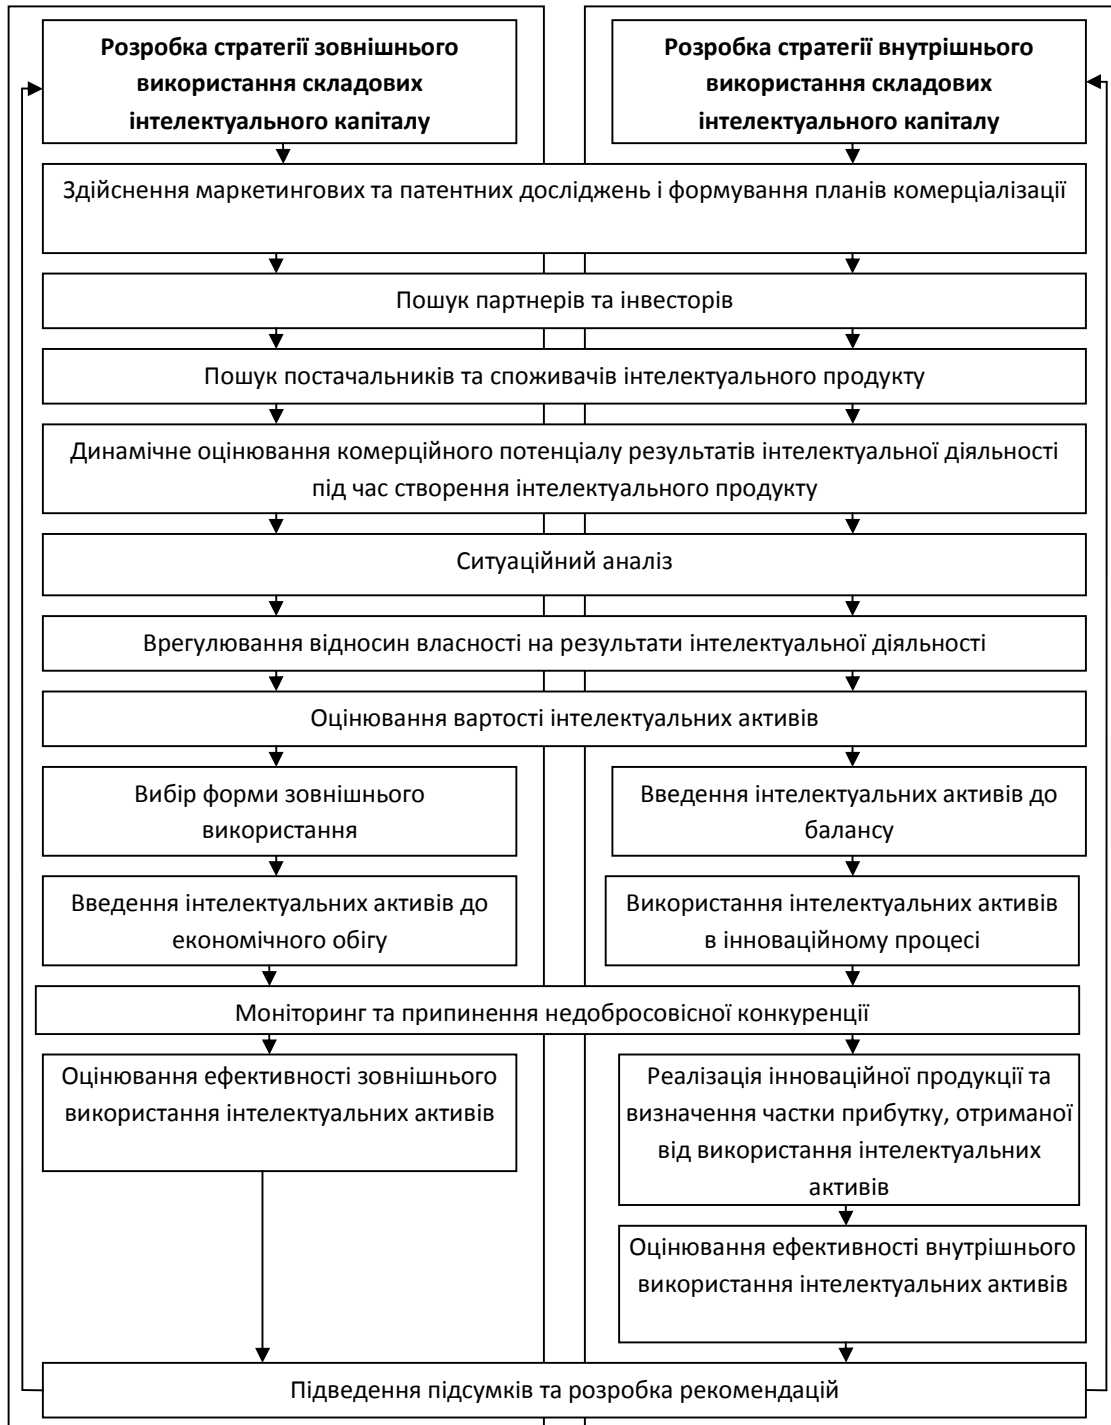 Розробка стратегії зовнішнього
використання складових
інтелектуального капіталу
Розробка стратегії внутрішнього
використання складових
інтелектуального капіталу
Здійснення маркетингових та патентних досліджень і формування планів комерціалізації
Пошук партнерів та інвесторів
Пошук постачальників та споживачів інтелектуального продукту
Динамічне оцінювання комерційного потенціалу результатів інтелектуальної діяльності
під час створення інтелектуального продукту
Ситуаційний аналіз
Врегулювання відносин власності на результати інтелектуальної діяльності
Оцінювання вартості інтелектуальних активів
Вибір форми зовнішнього
використання
Введення інтелектуальних активів до
балансу
Введення інтелектуальних активів до
економічного обігу
Використання інтелектуальних активів
в інноваційному процесі
Моніторинг та припинення недобросовісної конкуренції
Оцінювання ефективності зовнішнього
використання інтелектуальних активів
Реалізація інноваційної продукції та
визначення частки прибутку, отриманої
від використання інтелектуальних
активів
Оцінювання ефективності внутрішнього
використання інтелектуальних активів
Підведення підсумків та розробка рекомендацій